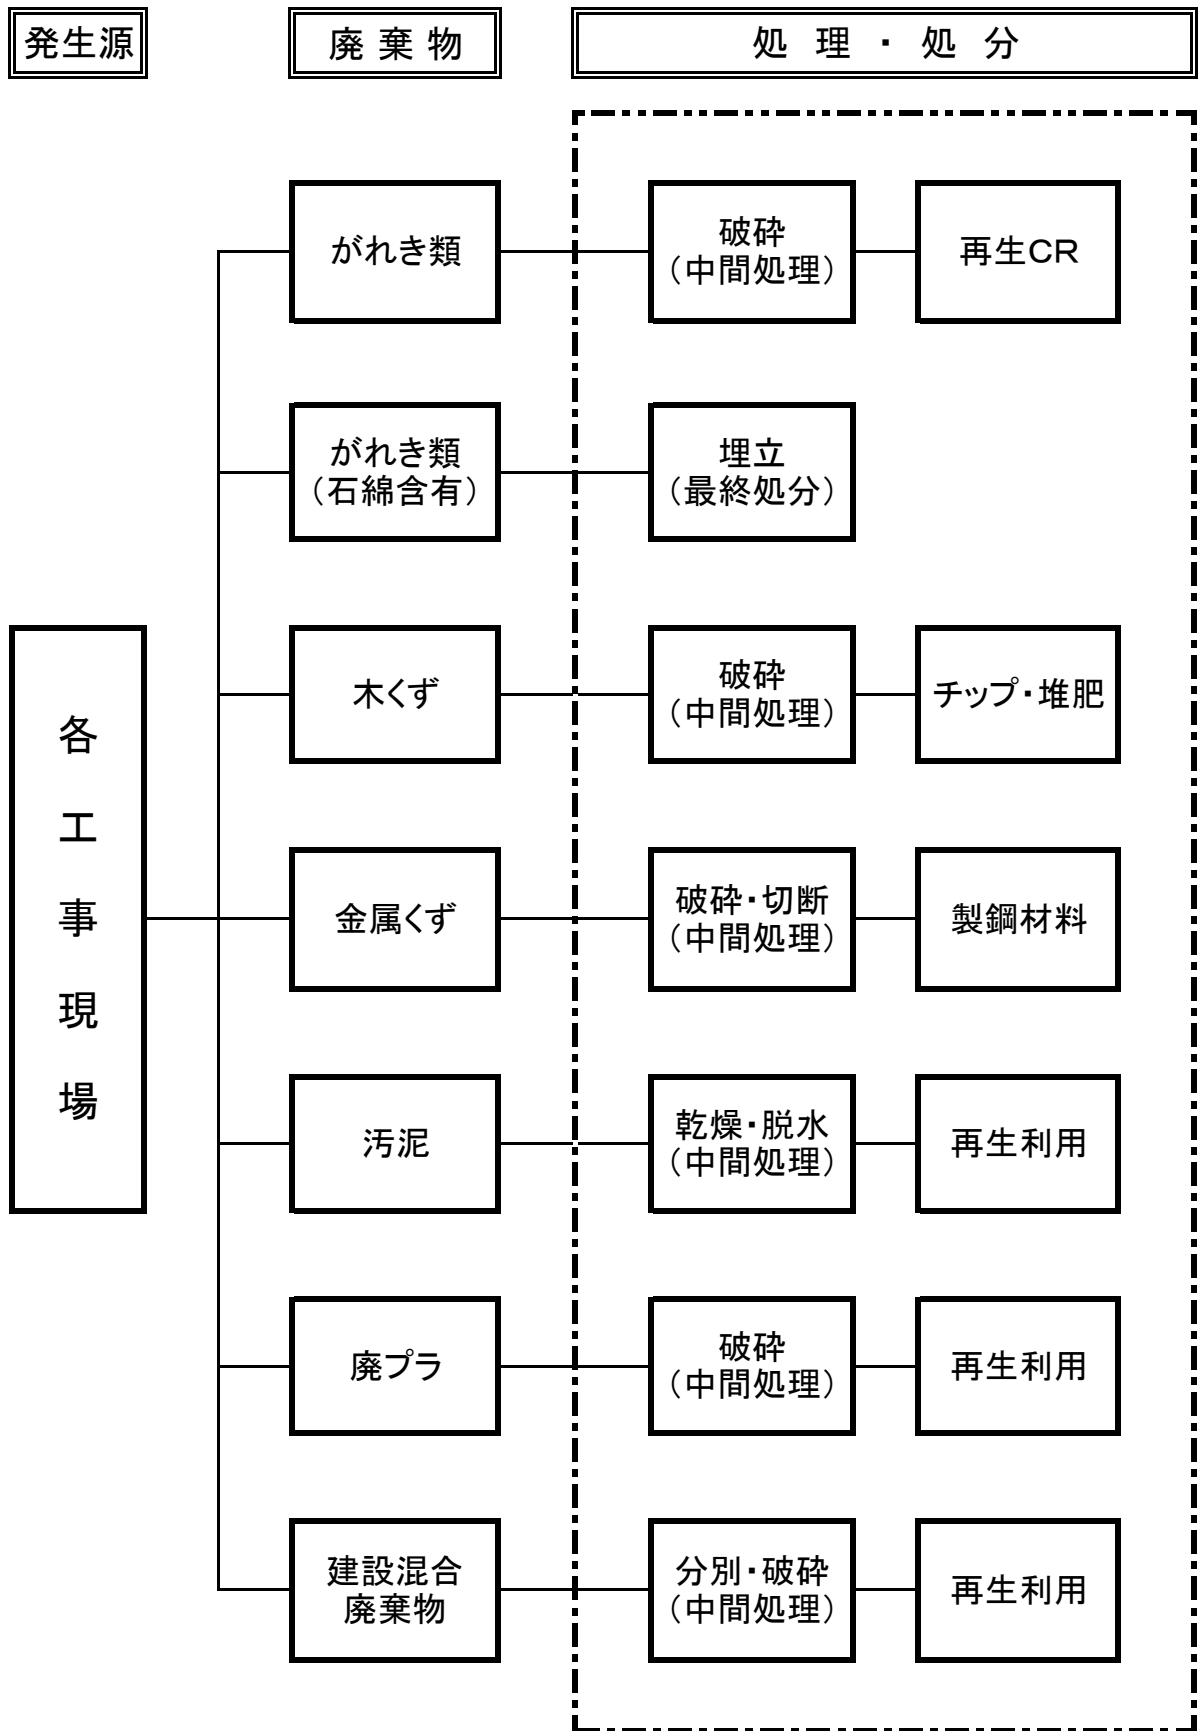 発生源
廃棄物
処理・処分
がれき類
破砕
（中間処理）
再生CR
がれき類
（石綿含有）
埋立
（最終処分）
各工事現場
木くず
破砕
（中間処理）
チップ・堆肥
金属くず
破砕・切断
（中間処理）
製鋼材料
汚泥
乾燥・脱水
（中間処理）
再生利用
廃プラ
破砕
（中間処理）
再生利用
建設混合
廃棄物
分別・破砕
（中間処理）
再生利用